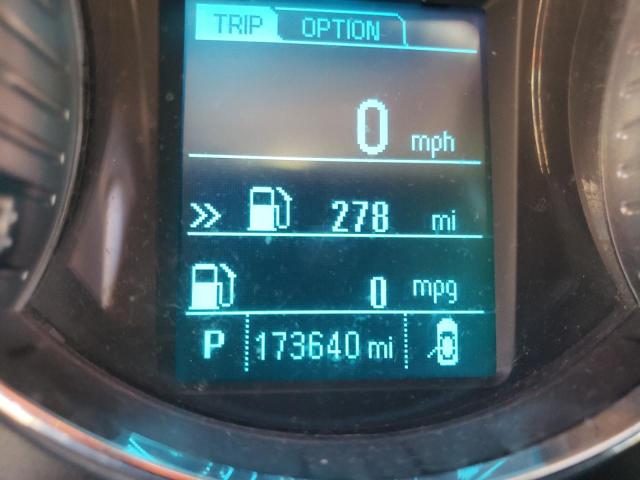 TRIP OPTION
0 mph
278 mi
0 mpg
P 173640 mi